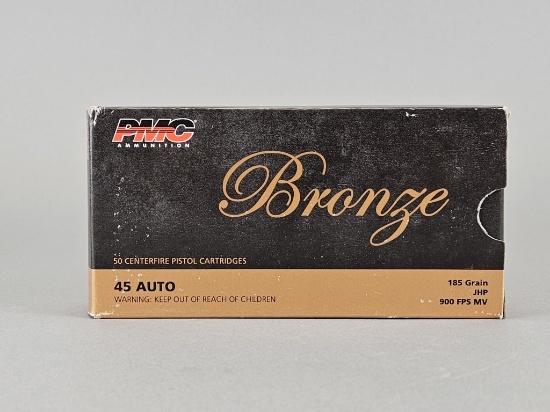 PMC
AMMUNITION
Bronze
50 CENTERFIRE PISTOL CARTRIDGES
45 AUTO
WARNING: KEEP OUT OF REACH OF CHILDREN
185 Grain
JHP
900 FPS MV